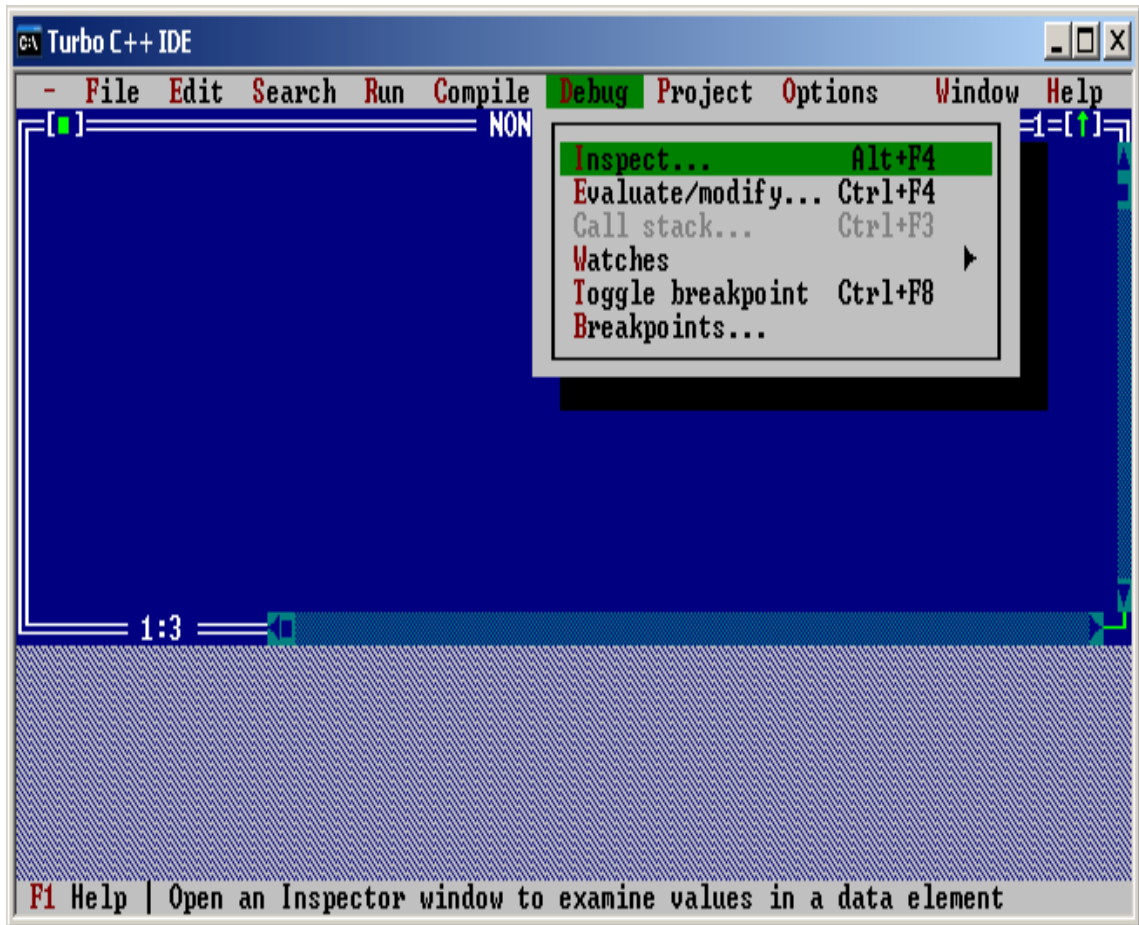 Turbo C++ IDE
- File Edit Search Run Compile Debug Project Options Window Help
[■] NON 1=[↑]
Inspect... Alt+F4
Evaluate/modify... Ctrl+F4
Call stack... Ctrl+F3
Watches
Toggle breakpoint Ctrl+F8
Breakpoints...
1:3
F1 Help | Open an Inspector window to examine values in a data element